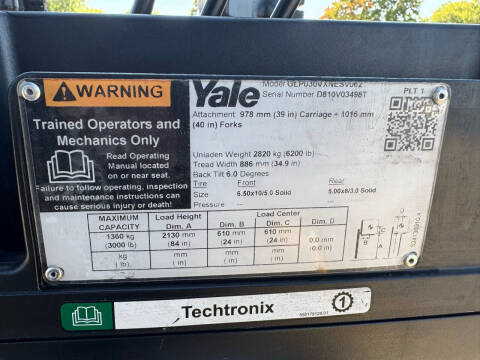 WARNING
Trained Operators and
Mechanics Only
Read Operating
Manual located
on or near seat.
Failure to follow operating, inspection
and maintenance instructions can
cause serious injury or death!
Yale
Model GLP030VXNESV062
Serial Number D810V03498T
PLT 1
Attachment 978 mm (39 in) Carriage + 1016 mm
(40 in) Forks
Unladen Weight 2820 kg (6200 lb)
Tread Width 886 mm (34.9 in)
Back Tilt 6.0 Degrees
Tire Front Rear
Size 6.50x10/5.0 Solid 5.00x8/3.0 Solid
Pressure -- --
MAXIMUM CAPACITY
Load Height Dim. A
Load Center
Dim. B Dim. C Dim. D
1360 kg 2130 mm 610 mm 610 mm 0.0 mm
(3000 lb) (84 in) (24 in) (24 in) (0.0 in)
kg mm mm mm mm
( lb) ( in) ( in) ( in) ( in)
D
B
A
C
Techtronix
1